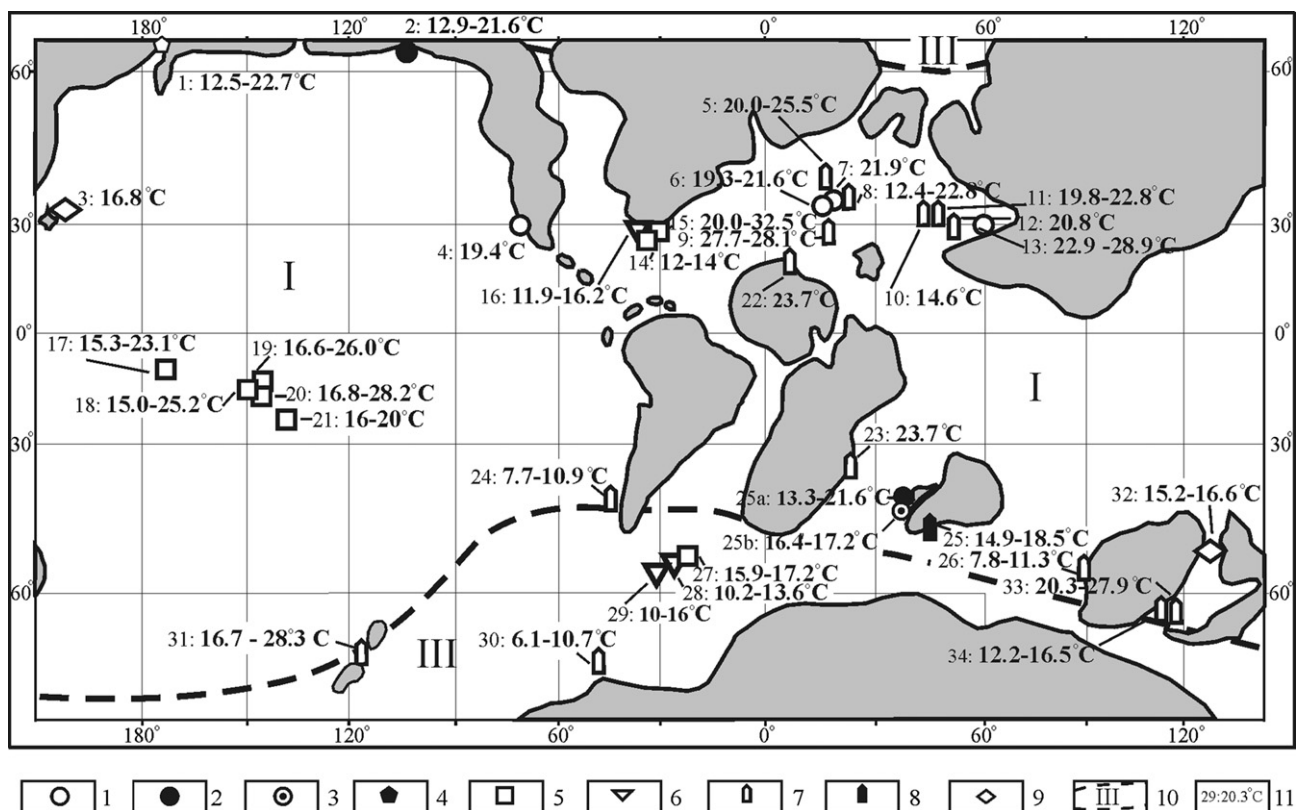 180° 120° 2: 12.9-21.6°C 0° 60° 120°
III
60° 60°
1: 12.5-22.7°C
5: 20.0-25.5°C
7: 21.9°C
6: 19.3-21.6°C
8: 12.4-22.8°C
3: 16.8°C
11: 19.8-22.8°C
15: 20.0-32.5°C
12: 20.8°C
30° 30°
9: 27.7-28.1°C
13: 22.9 -28.9°C
4: 19.4°C
14: 12-14°C
I
16: 11.9-16.2°C
22: 23.7°C
10: 14.6°C
0° 0°
17: 15.3-23.1°C
19: 16.6-26.0°C
I
20: 16.8-28.2°C
18: 15.0-25.2°C
21: 16-20°C
23: 23.7°C
30° 30°
24: 7.7-10.9 °C
25a: 13.3-21.6°C
32: 15.2-16.6°C
25b: 16.4-17.2°C
25: 14.9-18.5°C
26: 7.8-11.3°C
27: 15.9-17.2°C
33: 20.3-27.9°C
28: 10.2-13.6°C
60° 60°
29: 10-16°C
31: 16.7 - 28.3 C
30: 6.1-10.7°C
III
34: 12.2-16.5°C
180° 120° 60° 0° 60° 120°
1 2 3 4 5 6 7 8 9 III 10 29:20.3°C 11